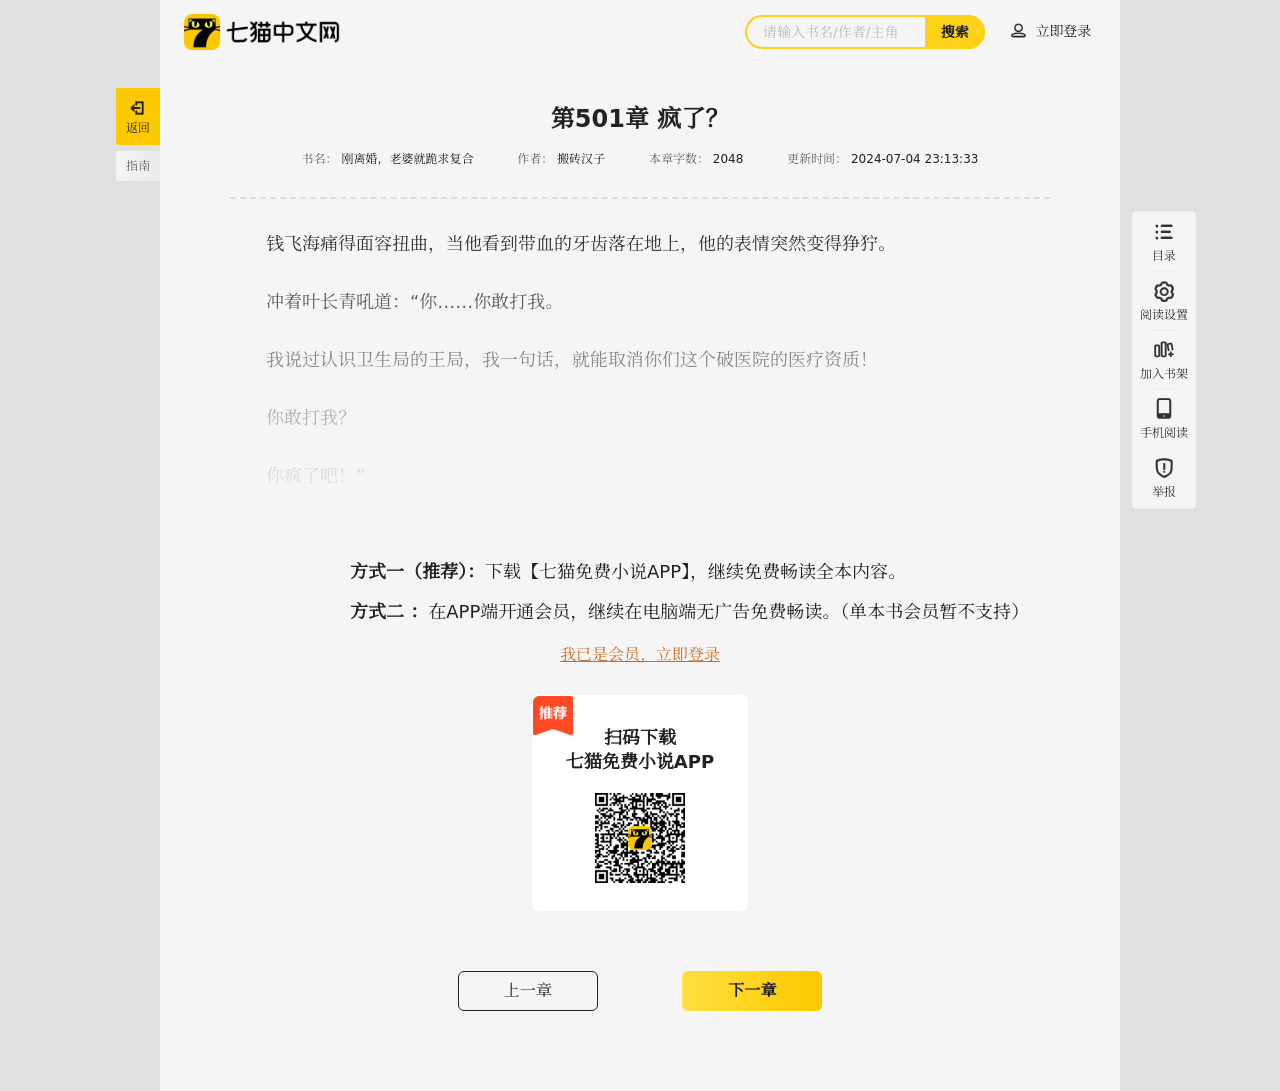 七猫中文网
请输入书名/作者/主角
搜索
立即登录
返回
指南
第501章 疯了？
书名： 刚离婚，老婆就跪求复合 作者： 搬砖汉子 本章字数： 2048 更新时间： 2024-07-04 23:13:33
钱飞海痛得面容扭曲，当他看到带血的牙齿落在地上，他的表情突然变得狰狞。
冲着叶长青吼道：“你……你敢打我。
我说过认识卫生局的王局，我一句话，就能取消你们这个破医院的医疗资质！
你敢打我？
你疯了吧！”
目录
阅读设置
加入书架
手机阅读
举报
方式一（推荐）： 下载【七猫免费小说APP】，继续免费畅读全本内容。
方式二 ： 在APP端开通会员，继续在电脑端无广告免费畅读。（单本书会员暂不支持）
我已是会员，立即登录
推荐
扫码下载
七猫免费小说APP
上一章
下一章